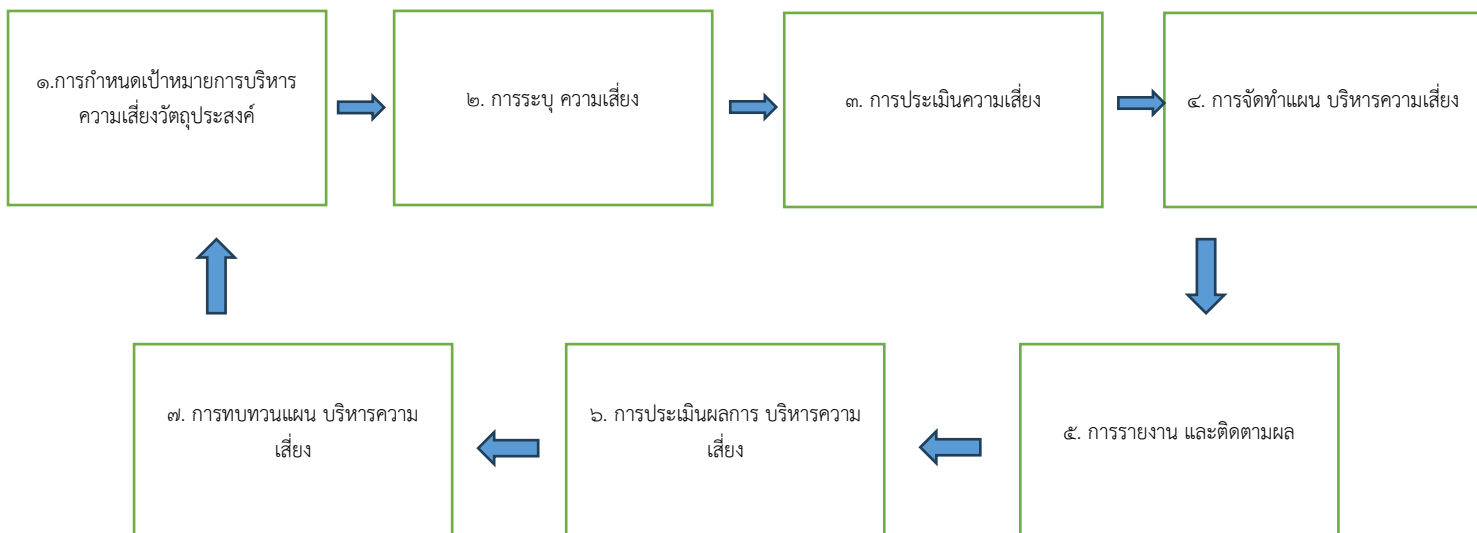 ๑.การกำหนดเป้าหมายการบริหาร
ความเสี่ยงวัตถุประสงค์
๒. การระบุ ความเสี่ยง
๓. การประเมินความเสี่ยง
๔. การจัดทำแผน บริหารความเสี่ยง
๕. การรายงาน และติดตามผล
๖. การประเมินผลการ บริหารความ
เสี่ยง
๗. การทบทวนแผน บริหารความ
เสี่ยง